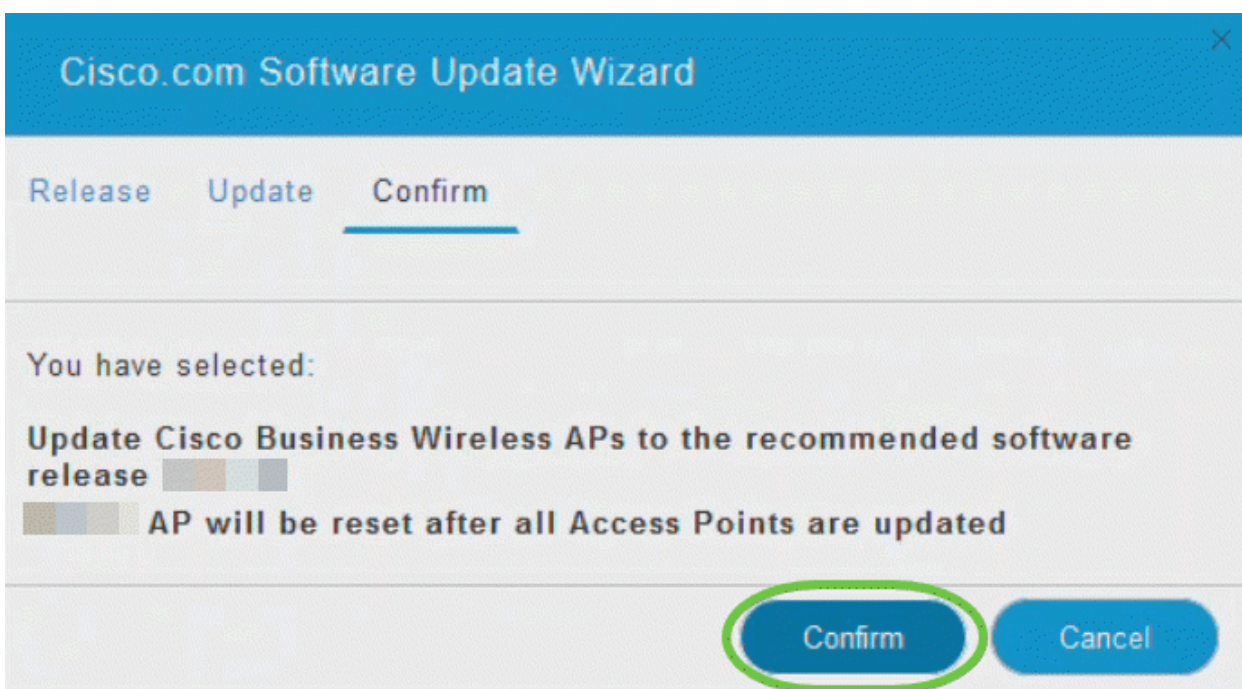 Cisco.com Software Update Wizard
Release Update Confirm
You have selected:
Update Cisco Business Wireless APs to the recommended software
release
AP will be reset after all Access Points are updated
Confirm Cancel